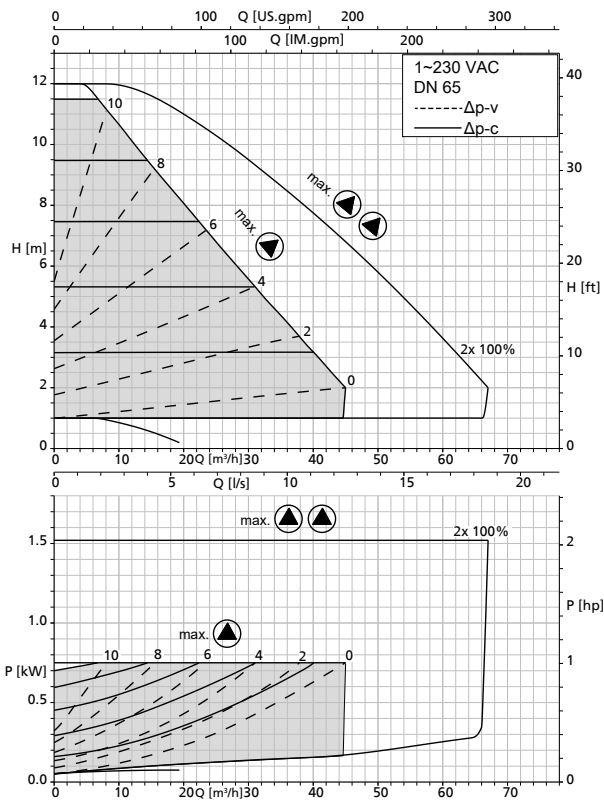 0 100 Q [US.gpm] 200 300
0 100 Q [IM.gpm] 200
1~230 VAC
DN 65
Δp-v
Δp-c
12
10
8
H [m]
6
4
2
0
40
30
20
H [ft]
10
0
10
8
6
4
2
0
max.
max.
2x 100%
0 10 20 Q [m³/h] 30 40 50 60 70
0 5 Q [l/s] 10 15 20
max.
2x 100%
1.5
1.0
P [kW]
0.5
0.0
2
P [hp]
1
0
max.
10 8 6 4 2 0
0 10 20 Q [m³/h] 30 40 50 60 70